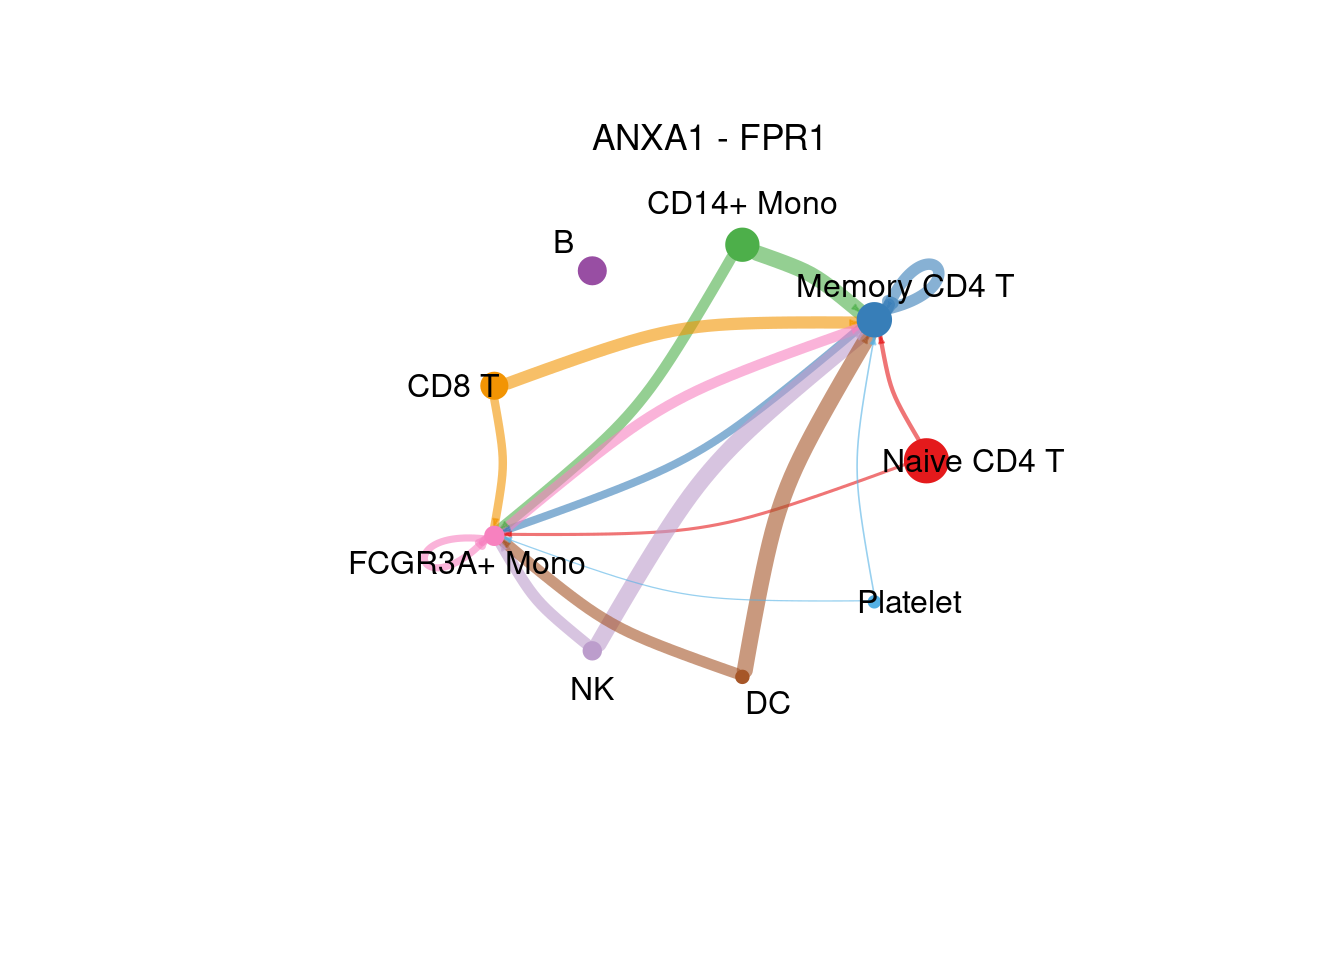 ANXA1 - FPR1
CD14+ Mono
B
Memory CD4 T
CD8 T
Naive CD4 T
FCGR3A+ Mono
Platelet
NK
DC